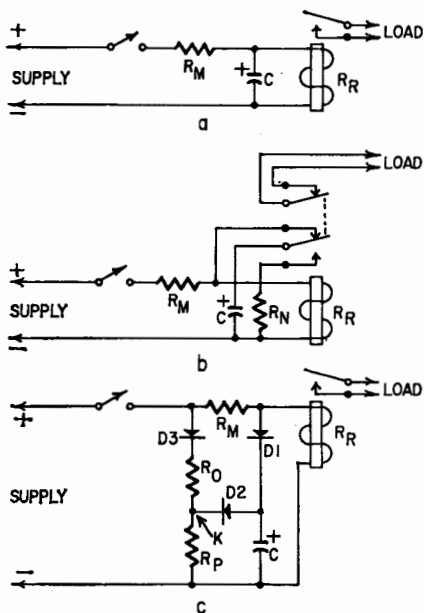 +
LOAD
SUPPLY
R_M
+
C
R_R
−
a
LOAD
+
SUPPLY
R_M
+
C
R_N
R_R
−
b
LOAD
+
SUPPLY
R_M
D3
D1
R_O
D2
K
R_P
+
C
R_R
−
c